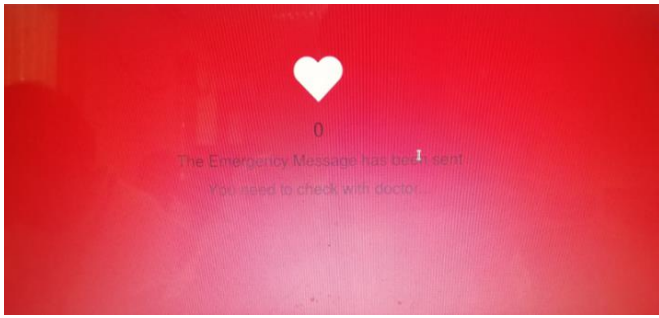 0
The Emergency Message has been sent
You need to check with doctor...